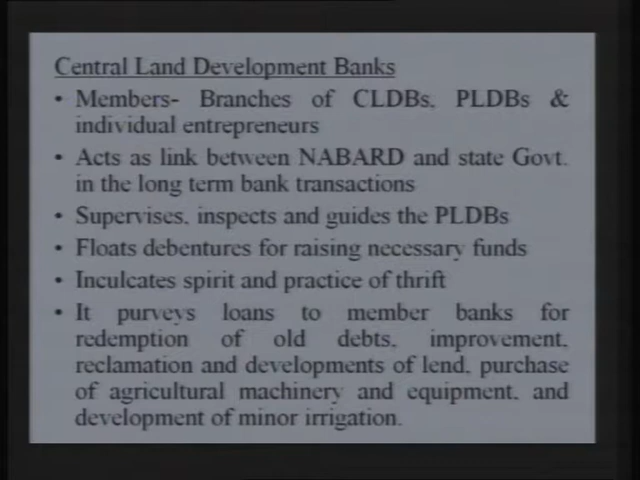 Central Land Development Banks
• Members- Branches of CLDBs, PLDBs &
individual entrepreneurs
• Acts as link between NABARD and state Govt.
in the long term bank transactions
• Supervises, inspects and guides the PLDBs
• Floats debentures for raising necessary funds
• Inculcates spirit and practice of thrift
• It purveys loans to member banks for
redemption of old debts, improvement,
reclamation and developments of lend, purchase
of agricultural machinery and equipment, and
development of minor irrigation.